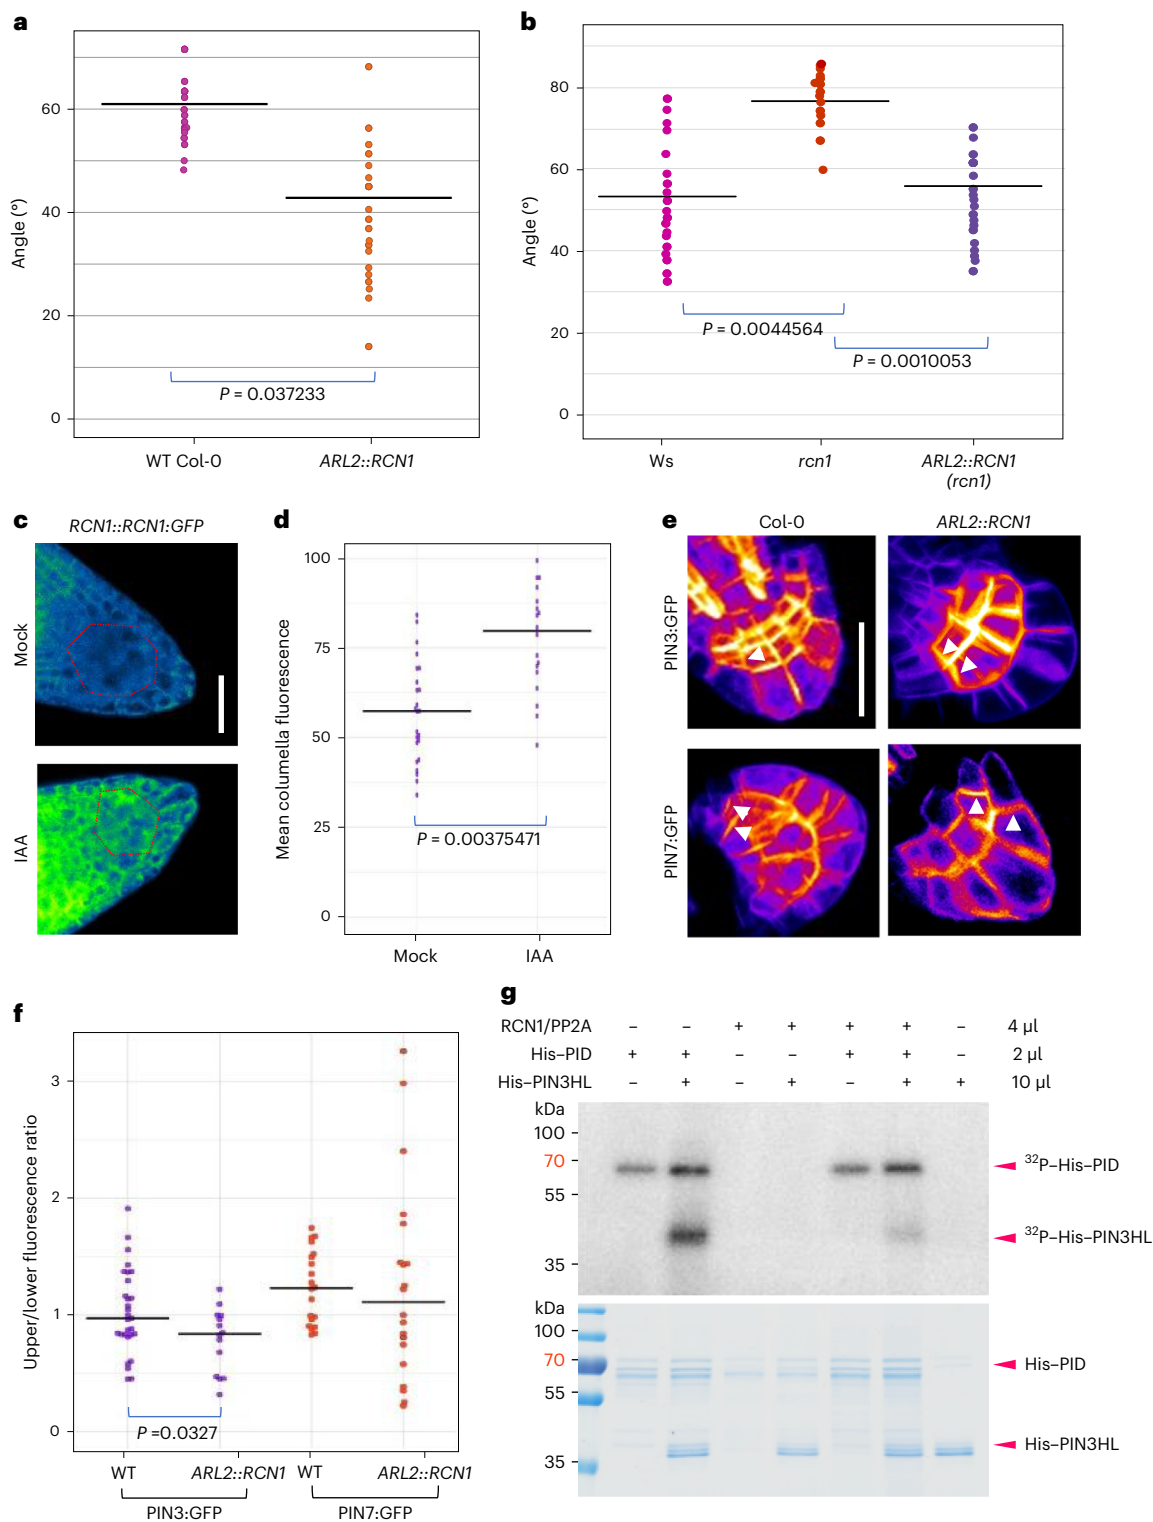 a
Angle (°)
60
40
20
0
P = 0.037233
WT Col-0
ARL2::RCN1
b
Angle (°)
80
60
40
20
0
P = 0.0044564
P = 0.0010053
Ws
rcn1
ARL2::RCN1
(rcn1)
c
RCN1::RCN1:GFP
Mock
IAA
d
Mean columella fluorescence
100
75
50
25
0
P = 0.00375471
Mock
IAA
e
Col-0
ARL2::RCN1
PIN3:GFP
PIN7:GFP
f
Upper/lower fluorescence ratio
3
2
1
0
P =0.0327
WT
ARL2::RCN1
WT
ARL2::RCN1
PIN3:GFP
PIN7:GFP
g
RCN1/PP2A – – + + + + – 4 µl
His–PID + + – – + + – 2 µl
His–PIN3HL – + – + – + + 10 µl
kDa
100
70
55
35
32P–His–PID
32P–His–PIN3HL
kDa
100
70
55
35
His–PID
His–PIN3HL